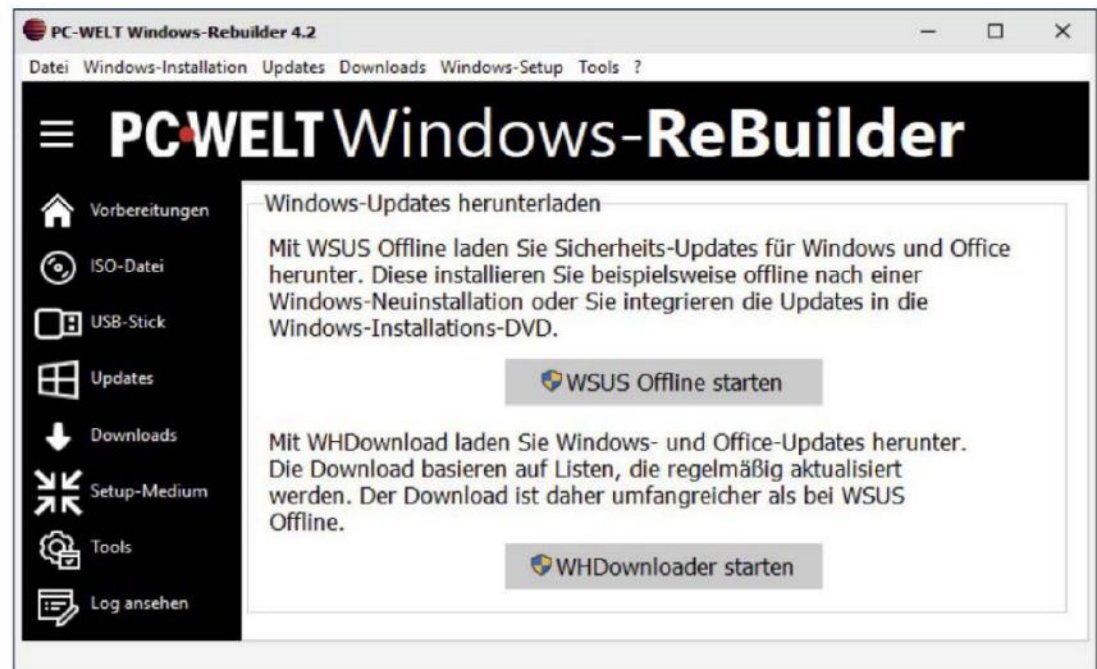 PC-WELT Windows-Rebuilder 4.2
Datei Windows-Installation Updates Downloads Windows-Setup Tools ?
PC-WELT Windows-ReBuilder
Vorbereitungen
ISO-Datei
USB-Stick
Updates
Downloads
Setup-Medium
Tools
Log ansehen
Windows-Updates herunterladen
Mit WSUS Offline laden Sie Sicherheits-Updates für Windows und Office
herunter. Diese installieren Sie beispielsweise offline nach einer
Windows-Neuinstallation oder Sie integrieren die Updates in die
Windows-Installations-DVD.
WSUS Offline starten
Mit WHDownload laden Sie Windows- und Office-Updates herunter.
Die Download basieren auf Listen, die regelmäßig aktualisiert
werden. Der Download ist daher umfangreicher als bei WSUS
Offline.
WHDownloader starten